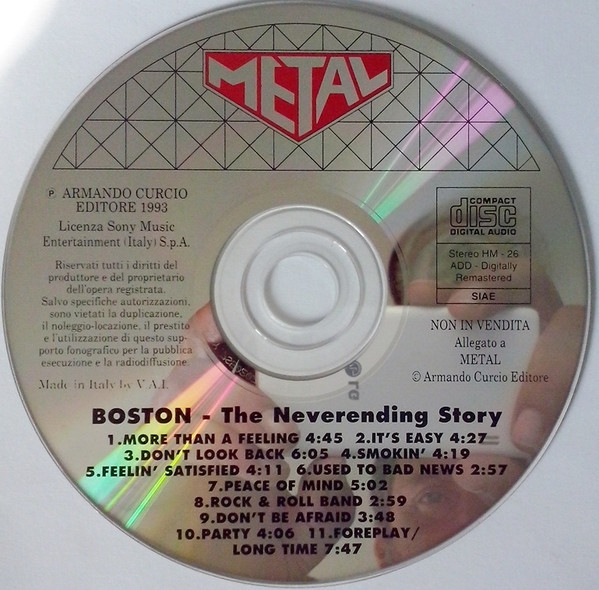 METAL
℗ ARMANDO CURCIO
EDITORE 1993
Licenza Sony Music
Entertainment (Italy) S.p.A.
Riservati tutti i diritti del
produttore e del proprietario
dell'opera registrata.
Salvo specifiche autorizzazioni,
sono vietati la duplicazione,
il noleggio-locazione, il prestito
e l'utilizzazione di questo sup-
porto fonografico per la pubblica
esecuzione e la radiodiffusione.
Made in Italy by V.A.I.
COMPACT
disc
DIGITAL AUDIO
Stereo HM - 26
ADD - Digitally
Remastered
SIAE
NON IN VENDITA
Allegato a
METAL
© Armando Curcio Editore
LG
BOSTON - The Neverending Story
1.MORE THAN A FEELING 4:45 2.IT'S EASY 4:27
3.DON'T LOOK BACK 6:05 4.SMOKIN' 4:19
5.FEELIN' SATISFIED 4:11 6.USED TO BAD NEWS 2:57
7.PEACE OF MIND 5:02
8.ROCK & ROLL BAND 2:59
9.DON'T BE AFRAID 3:48
10.PARTY 4:06 11.FOREPLAY/
LONG TIME 7:47